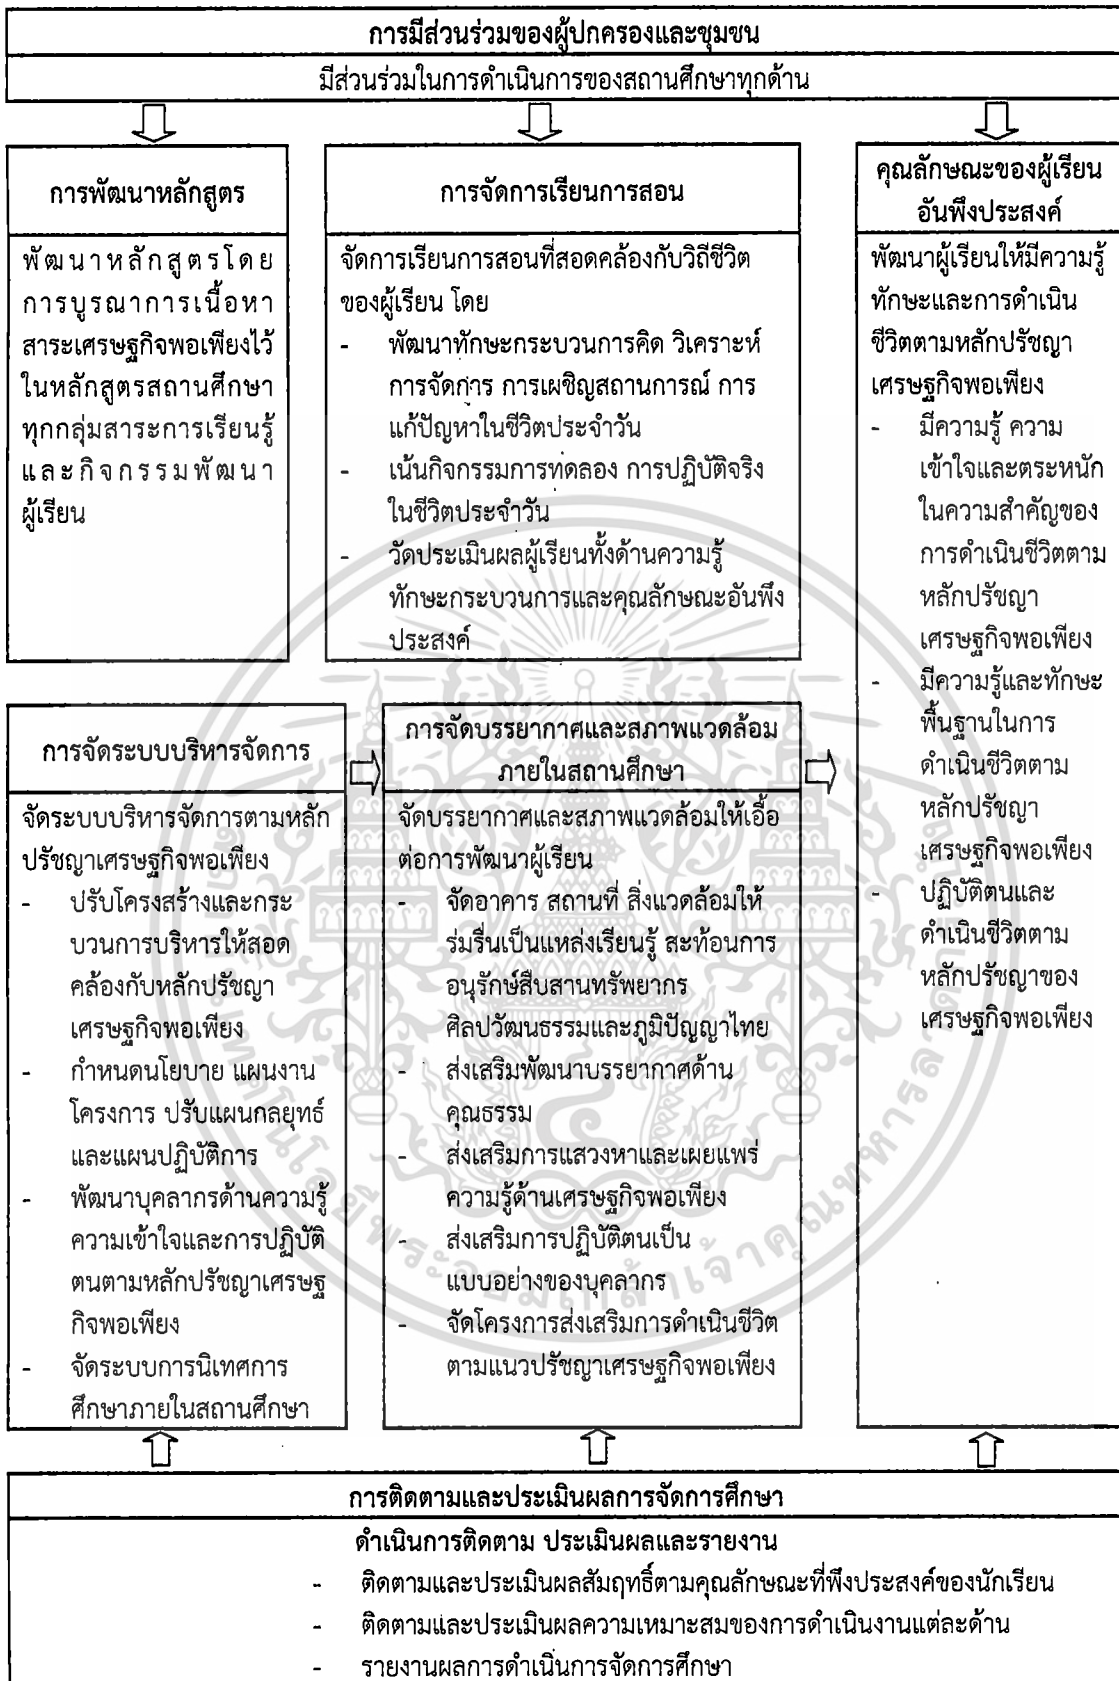 การมีส่วนร่วมของผู้ปกครองและชุมชน
มีส่วนร่วมในการดำเนินการของสถานศึกษาทุกด้าน
การพัฒนาหลักสูตร
พัฒนาหลักสูตรโดย
การบูรณาการเนื้อหา
สาระเศรษฐกิจพอเพียงไว้
ในหลักสูตรสถานศึกษา
ทุกกลุ่มสาระการเรียนรู้
และกิจกรรมพัฒนา
ผู้เรียน
การจัดการเรียนการสอน
จัดการเรียนการสอนที่สอดคล้องกับวิถีชีวิต
ของผู้เรียน โดย
- พัฒนาทักษะกระบวนการคิด วิเคราะห์
การจัดการ การเผชิญสถานการณ์ การ
แก้ปัญหาในชีวิตประจำวัน
- เน้นกิจกรรมการทดลอง การปฏิบัติจริง
ในชีวิตประจำวัน
- วัดประเมินผลผู้เรียนทั้งด้านความรู้
ทักษะกระบวนการและคุณลักษณะอันพึง
ประสงค์
คุณลักษณะของผู้เรียน
อันพึงประสงค์
พัฒนาผู้เรียนให้มีความรู้
ทักษะและการดำเนิน
ชีวิตตามหลักปรัชญา
เศรษฐกิจพอเพียง
- มีความรู้ ความ
เข้าใจและตระหนัก
ในความสำคัญของ
การดำเนินชีวิตตาม
หลักปรัชญา
เศรษฐกิจพอเพียง
- มีความรู้และทักษะ
พื้นฐานในการ
ดำเนินชีวิตตาม
หลักปรัชญา
เศรษฐกิจพอเพียง
- ปฏิบัติตนและ
ดำเนินชีวิตตาม
หลักปรัชญาของ
เศรษฐกิจพอเพียง
การจัดระบบบริหารจัดการ
จัดระบบบริหารจัดการตามหลัก
ปรัชญาเศรษฐกิจพอเพียง
- ปรับโครงสร้างและกระ
บวนการบริหารให้สอด
คล้องกับหลักปรัชญา
เศรษฐกิจพอเพียง
- กำหนดนโยบาย แผนงาน
โครงการ ปรับแผนกลยุทธ์
และแผนปฏิบัติการ
- พัฒนาบุคลากรด้านความรู้
ความเข้าใจและการปฏิบัติ
ตนตามหลักปรัชญาเศรษฐ
กิจพอเพียง
- จัดระบบการนิเทศการ
ศึกษาภายในสถานศึกษา
การจัดบรรยากาศและสภาพแวดล้อม
ภายในสถานศึกษา
จัดบรรยากาศและสภาพแวดล้อมให้เอื้อ
ต่อการพัฒนาผู้เรียน
- จัดอาคาร สถานที่ สิ่งแวดล้อมให้
ร่มรื่นเป็นแหล่งเรียนรู้ สะท้อนการ
อนุรักษ์สืบสานทรัพยากร
ศิลปวัฒนธรรมและภูมิปัญญาไทย
- ส่งเสริมพัฒนาบรรยากาศด้าน
คุณธรรม
- ส่งเสริมการแสวงหาและเผยแพร่
ความรู้ด้านเศรษฐกิจพอเพียง
- ส่งเสริมการปฏิบัติตนเป็น
แบบอย่างของบุคลากร
- จัดโครงการส่งเสริมการดำเนินชีวิต
ตามแนวปรัชญาเศรษฐกิจพอเพียง
การติดตามและประเมินผลการจัดการศึกษา
ดำเนินการติดตาม ประเมินผลและรายงาน
- ติดตามและประเมินผลสัมฤทธิ์ตามคุณลักษณะที่พึงประสงค์ของนักเรียน
- ติดตามและประเมินผลความเหมาะสมของการดำเนินงานแต่ละด้าน
- รายงานผลการดำเนินการจัดการศึกษา